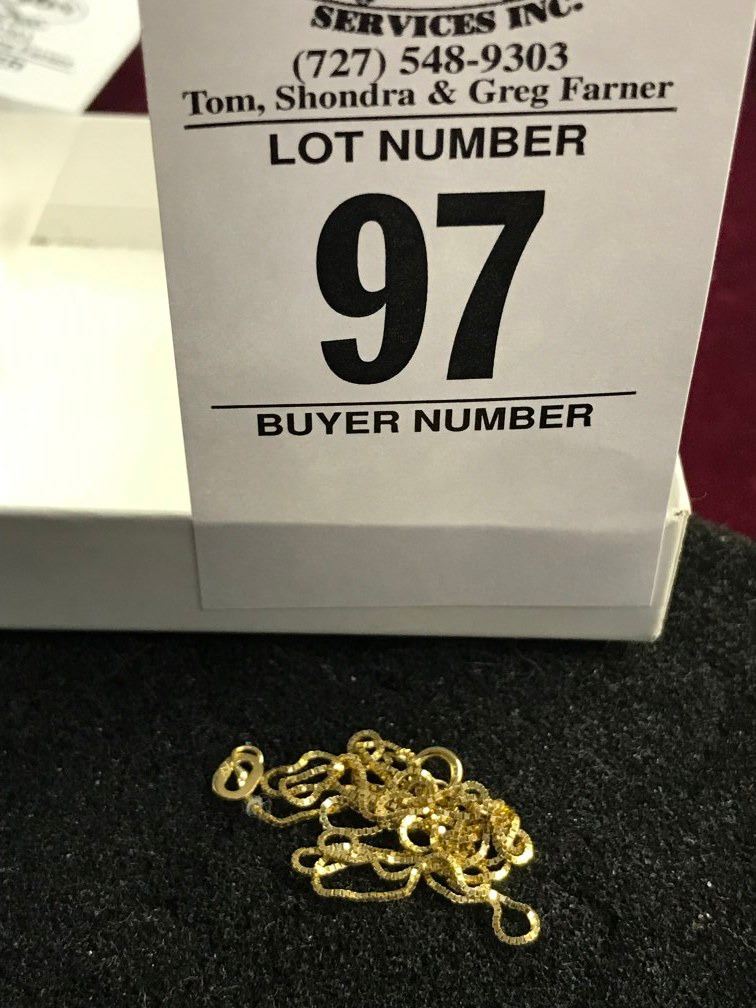 SERVICES INC.
(727) 548-9303
Tom, Shondra & Greg Farner
LOT NUMBER
97
BUYER NUMBER